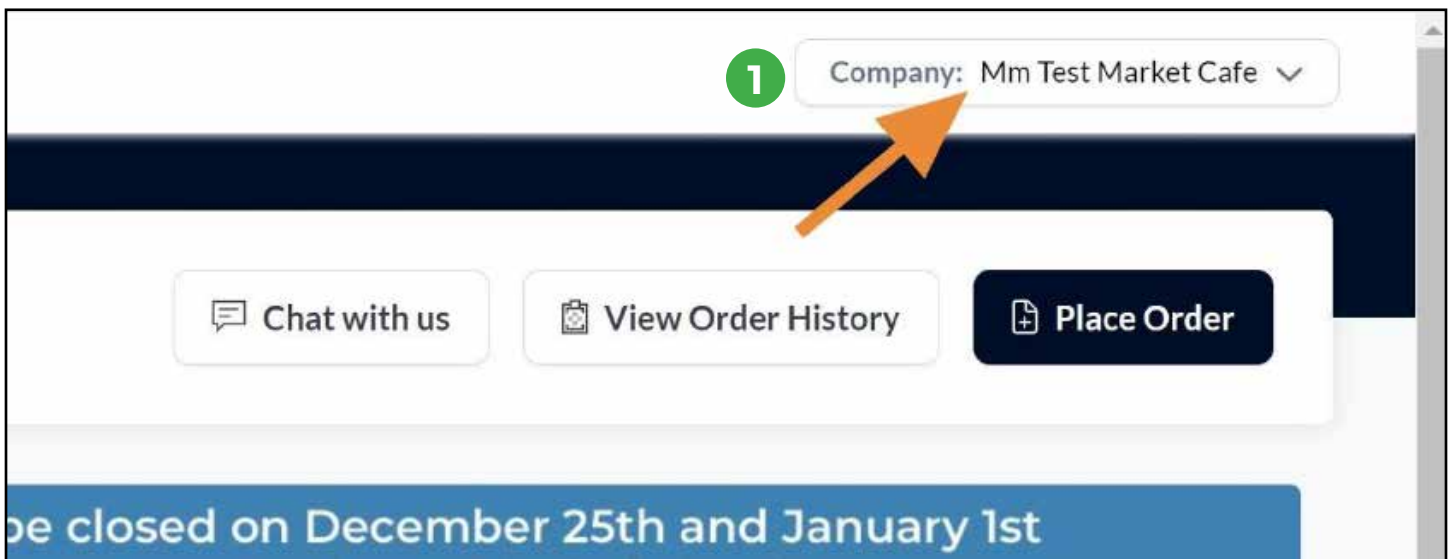 1 Company: Mm Test Market Cafe
Chat with us View Order History Place Order
be closed on December 25th and January 1st